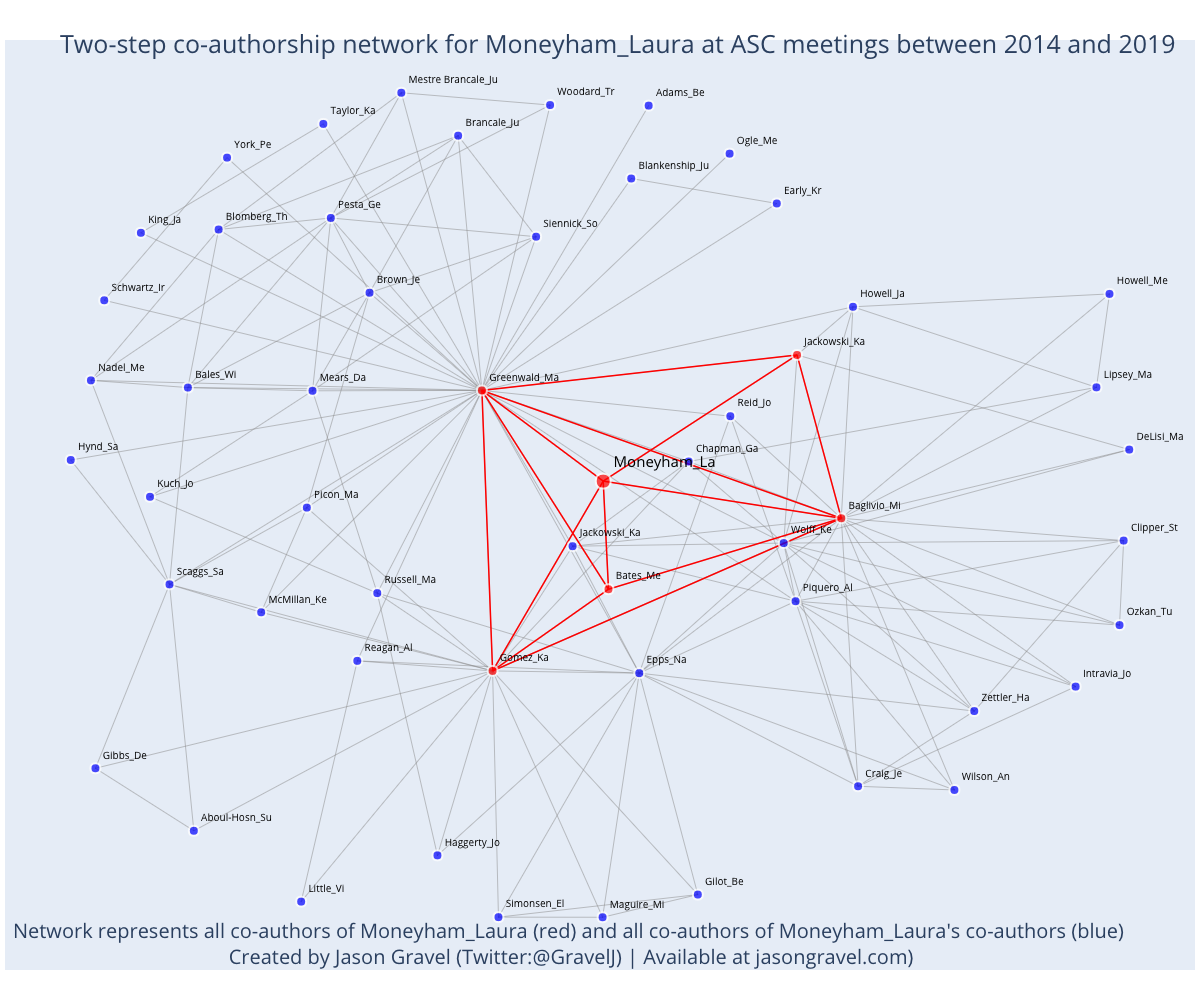 Two-step co-authorship network for Moneyham_Laura at ASC meetings between 2014 and 2019
Mestre Brancale_Ju
Woodard_Tr
Adams_Be
Taylor_Ka
Brancale_Ju
Ogle_Me
York_Pe
Blankenship_Ju
Early_Kr
Pesta_Ge
King_Ja
Blomberg_Th
Siennick_So
Brown_Je
Howell_Me
Schwartz_Ir
Howell_Ja
Jackowski_Ka
Nadel_Me
Bales_Wi
Mears_Da
Greenwald_Ma
Lipsey_Ma
Reid_Jo
DeLisi_Ma
Hynd_Sa
Chapman_Ga
Moneyham_La
Kuch_Jo
Picon_Ma
Baglivio_Mi
Jackowski_Ka
Wolff_Ke
Clipper_St
Scaggs_Sa
Russell_Ma
Bates_Me
Piquero_Al
McMillan_Ke
Ozkan_Tu
Reagan_Al
Gomez_Ka
Epps_Na
Intravia_Jo
Zettler_Ha
Gibbs_De
Craig_Je
Wilson_An
Aboul-Hosn_Su
Haggerty_Jo
Little_Vi
Gilot_Be
Simonsen_El
Maguire_Mi
Network represents all co-authors of Moneyham_Laura (red) and all co-authors of Moneyham_Laura's co-authors (blue)
Created by Jason Gravel (Twitter:@GravelJ) | Available at jasongravel.com)